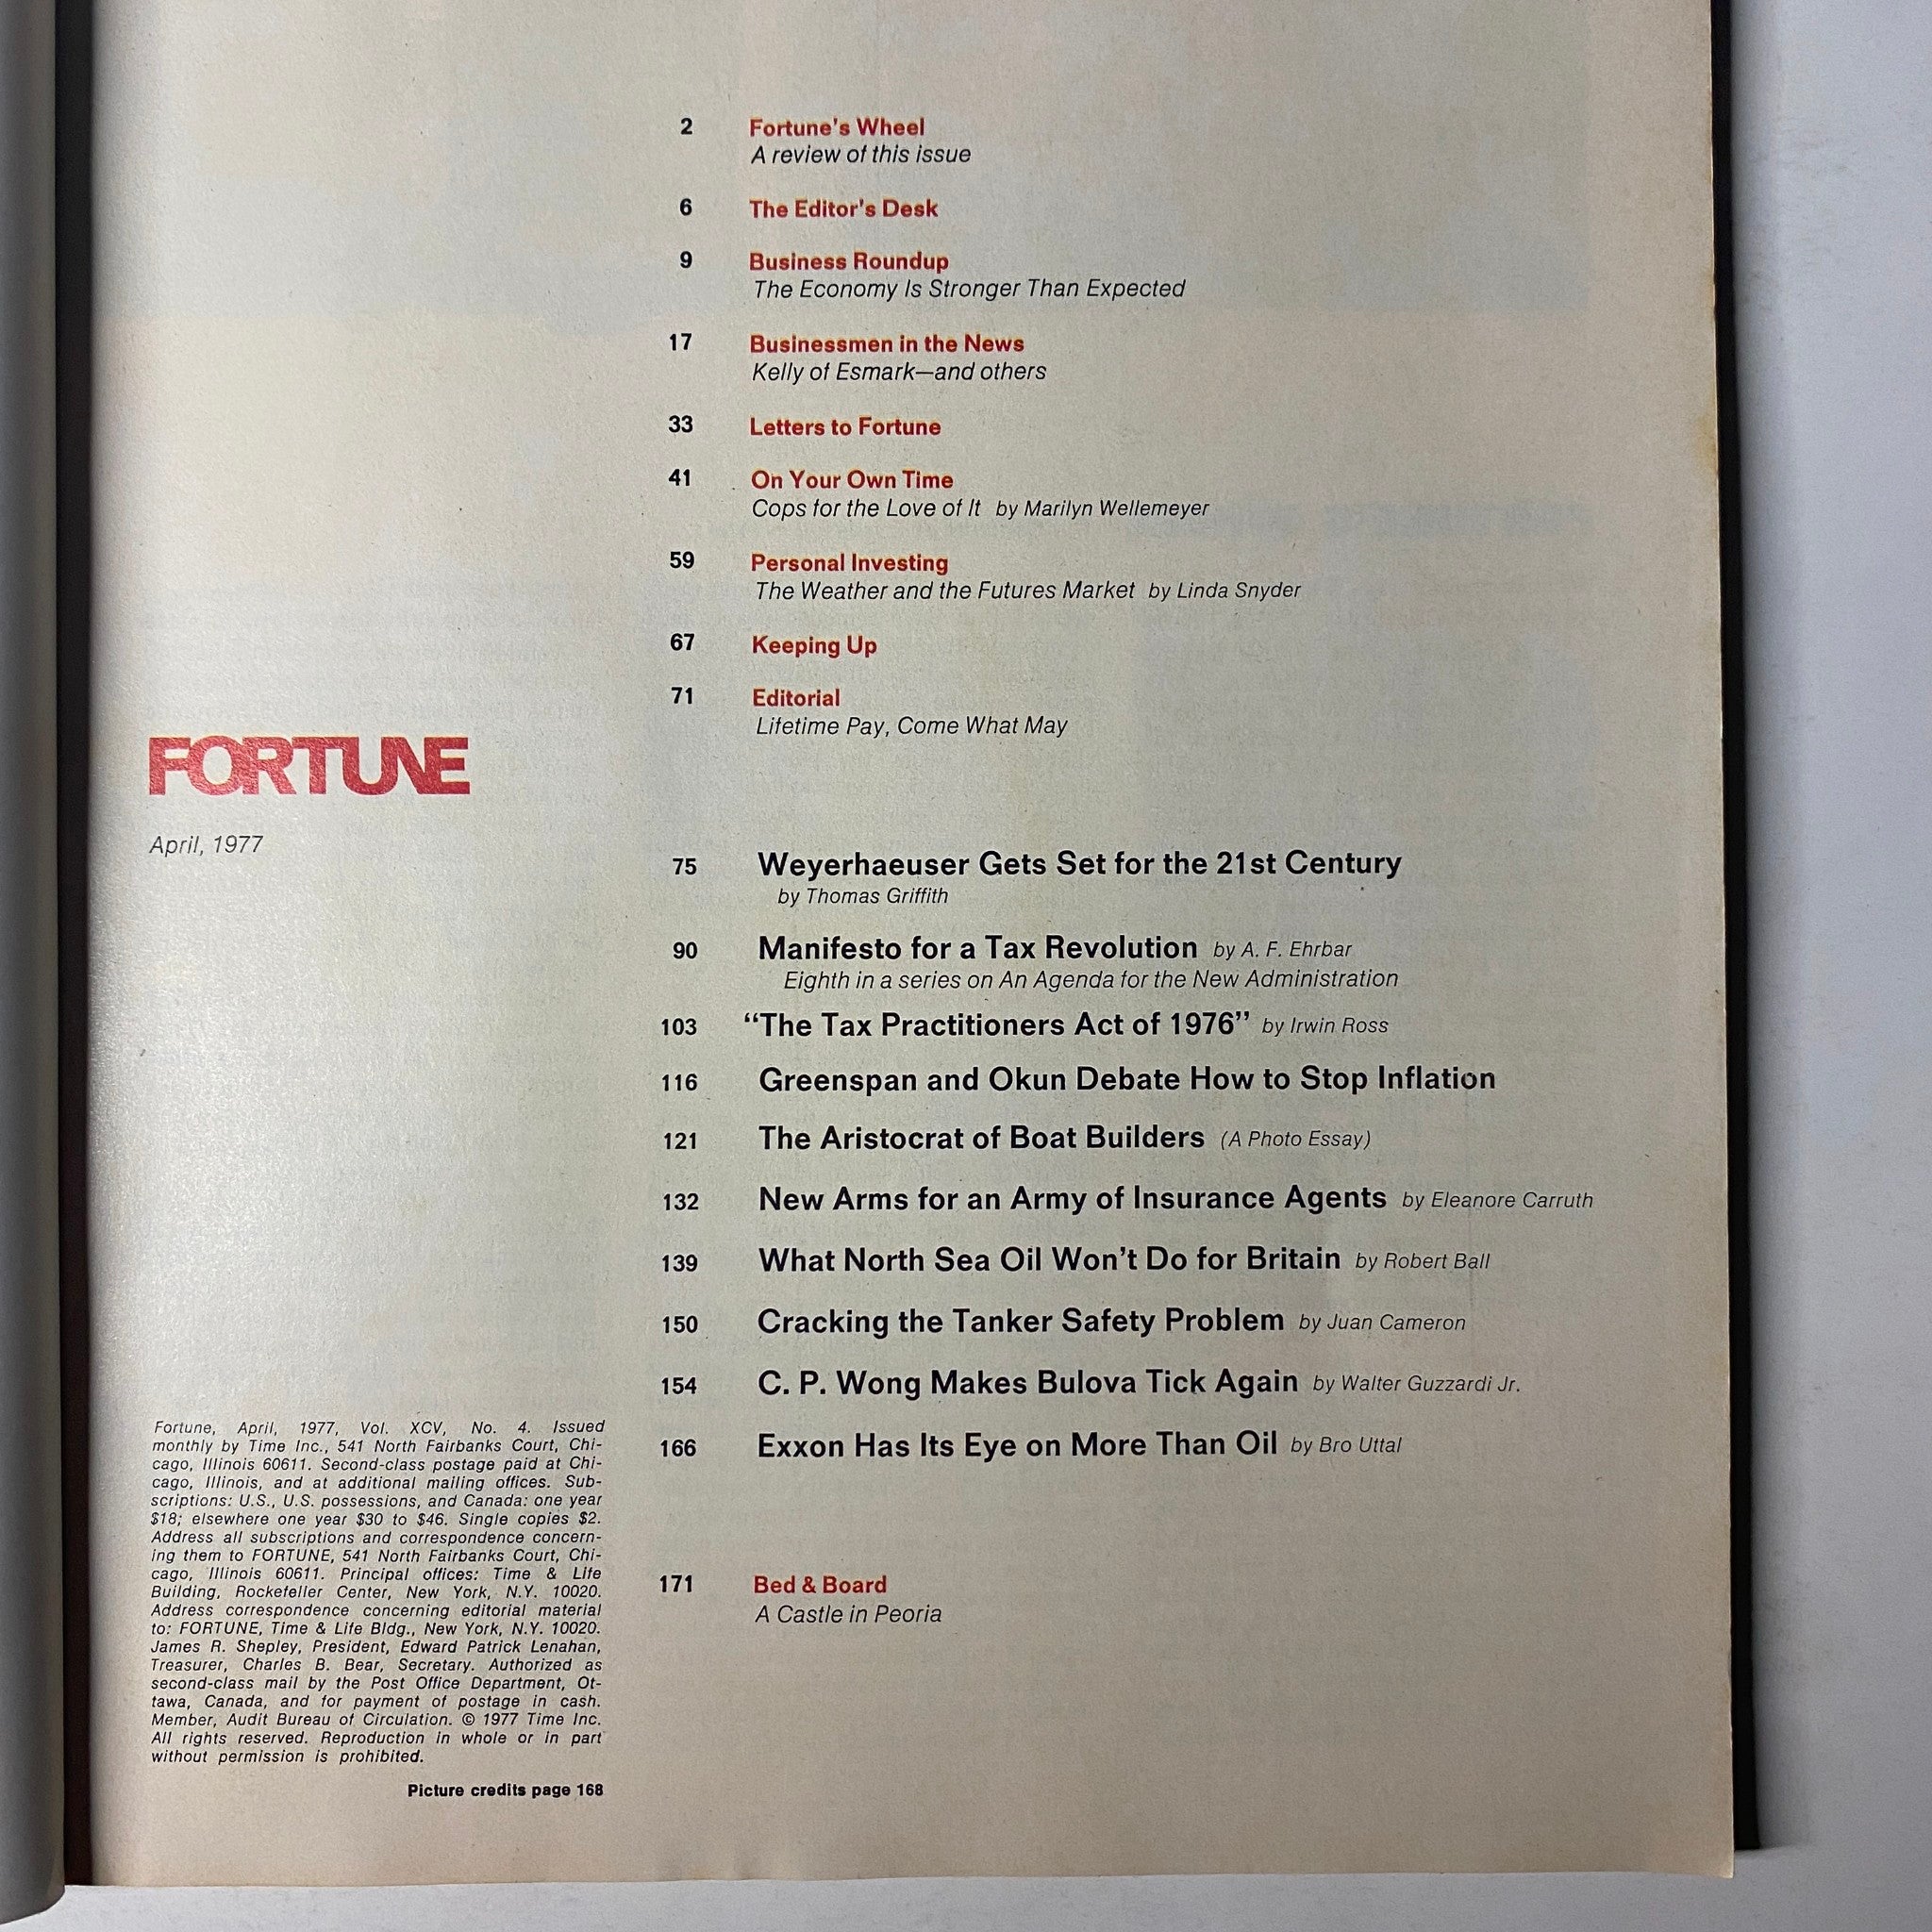 2 Fortune's Wheel
A review of this issue
6 The Editor's Desk
9 Business Roundup
The Economy Is Stronger Than Expected
17 Businessmen in the News
Kelly of Esmark—and others
33 Letters to Fortune
41 On Your Own Time
Cops for the Love of It by Marilyn Wellemeyer
59 Personal Investing
The Weather and the Futures Market by Linda Snyder
67 Keeping Up
71 Editorial
Lifetime Pay, Come What May
FORTUNE
April, 1977
75 Weyerhaeuser Gets Set for the 21st Century
by Thomas Griffith
90 Manifesto for a Tax Revolution by A. F. Ehrbar
Eighth in a series on An Agenda for the New Administration
103 “The Tax Practitioners Act of 1976” by Irwin Ross
116 Greenspan and Okun Debate How to Stop Inflation
121 The Aristocrat of Boat Builders (A Photo Essay)
132 New Arms for an Army of Insurance Agents by Eleanore Carruth
139 What North Sea Oil Won't Do for Britain by Robert Ball
150 Cracking the Tanker Safety Problem by Juan Cameron
154 C. P. Wong Makes Bulova Tick Again by Walter Guzzardi Jr.
166 Exxon Has Its Eye on More Than Oil by Bro Uttal
171 Bed & Board
A Castle in Peoria
Fortune, April, 1977, Vol. XCV, No. 4. Issued
monthly by Time Inc., 541 North Fairbanks Court, Chi-
cago, Illinois 60611. Second-class postage paid at Chi-
cago, Illinois, and at additional mailing offices. Sub-
scriptions: U.S., U.S. possessions, and Canada: one year
$18; elsewhere one year $30 to $46. Single copies $2.
Address all subscriptions and correspondence concern-
ing them to FORTUNE, 541 North Fairbanks Court, Chi-
cago, Illinois 60611. Principal offices: Time & Life
Building, Rockefeller Center, New York, N.Y. 10020.
Address correspondence concerning editorial material
to: FORTUNE, Time & Life Bldg., New York, N.Y. 10020.
James R. Shepley, President, Edward Patrick Lenahan,
Treasurer, Charles B. Bear, Secretary. Authorized as
second-class mail by the Post Office Department, Ot-
tawa, Canada, and for payment of postage in cash.
Member, Audit Bureau of Circulation. © 1977 Time Inc.
All rights reserved. Reproduction in whole or in part
without permission is prohibited.
Picture credits page 168